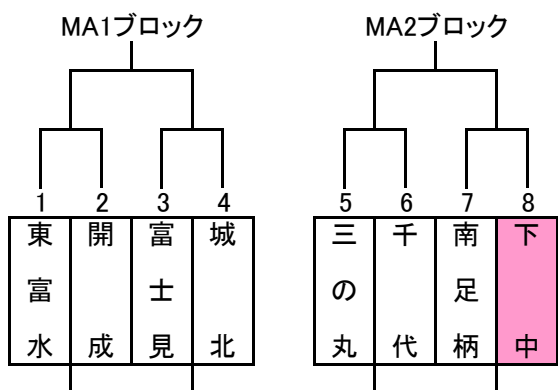 MA1ブロック
MA2ブロック
1 2 3 4
5 6 7 8
東富水
開成
富士見
城北
三の丸
千代
南足柄
下中